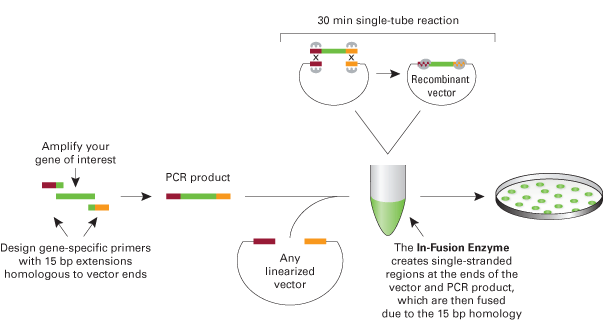 30 min single-tube reaction
Recombinant
vector
Amplify your
gene of interest
PCR product
Design gene-specific primers
with 15 bp extensions
homologous to vector ends
Any
linearized
vector
The In-Fusion Enzyme
creates single-stranded
regions at the ends of the
vector and PCR product,
which are then fused
due to the 15 bp homology